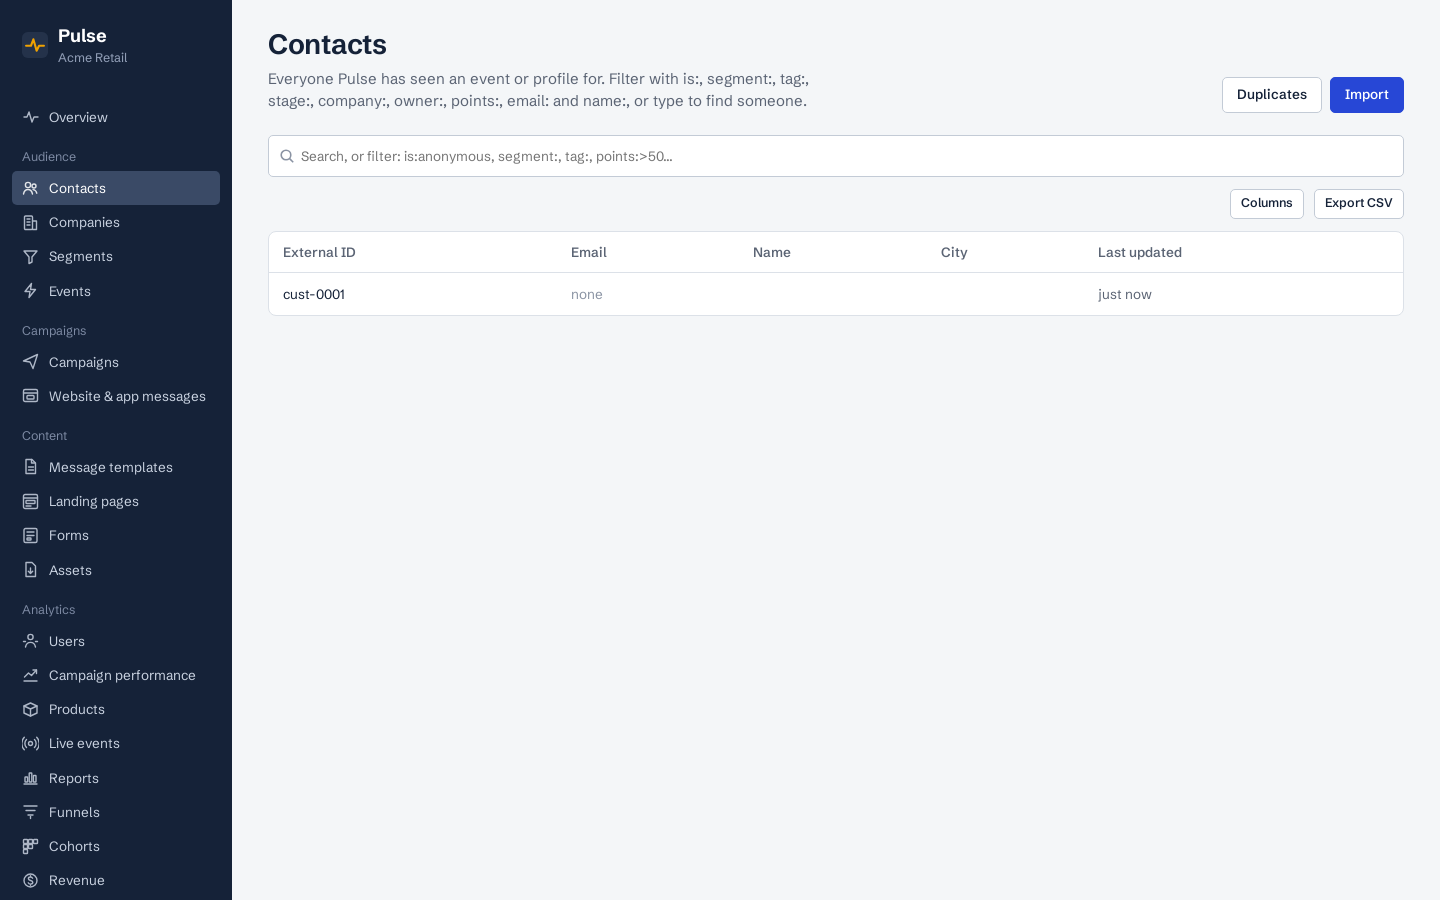 Pulse
Acme Retail
Overview
Audience
Contacts
Companies
Segments
Events
Campaigns
Campaigns
Website & app messages
Content
Message templates
Landing pages
Forms
Assets
Analytics
Users
Campaign performance
Products
Live events
Reports
Funnels
Cohorts
Revenue
Contacts
Everyone Pulse has seen an event or profile for. Filter with is:, segment:, tag:,
stage:, company:, owner:, points:, email: and name:, or type to find someone.
Duplicates
Import
Search, or filter: is:anonymous, segment:, tag:, points:>50...
Columns
Export CSV
External ID Email Name City Last updated
cust-0001 none just now